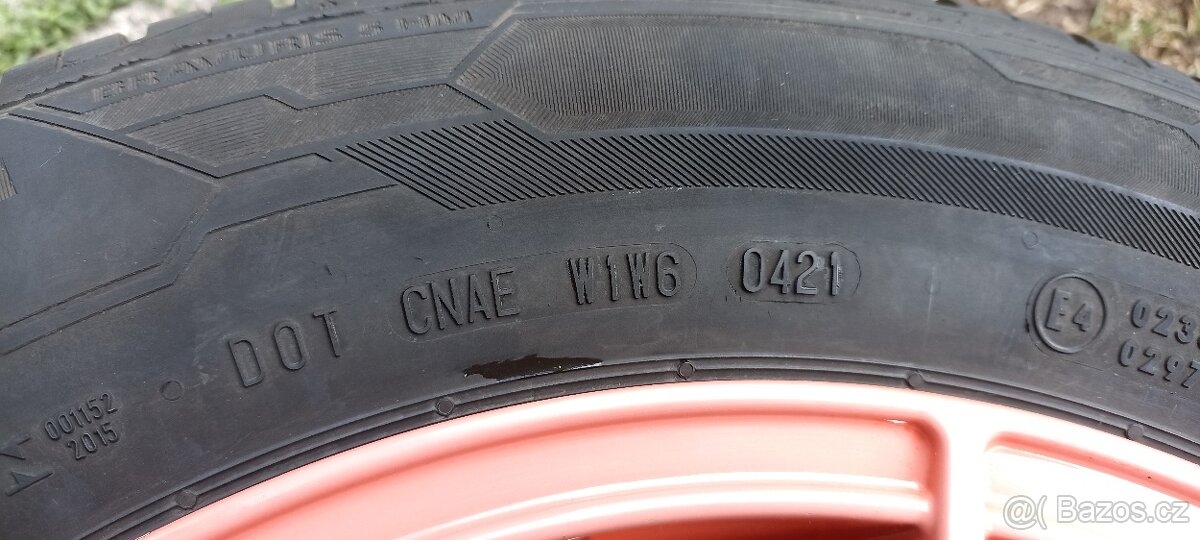 DOT CNAE W1W6 0421
E4
001152
2015
@ Bazos.cz